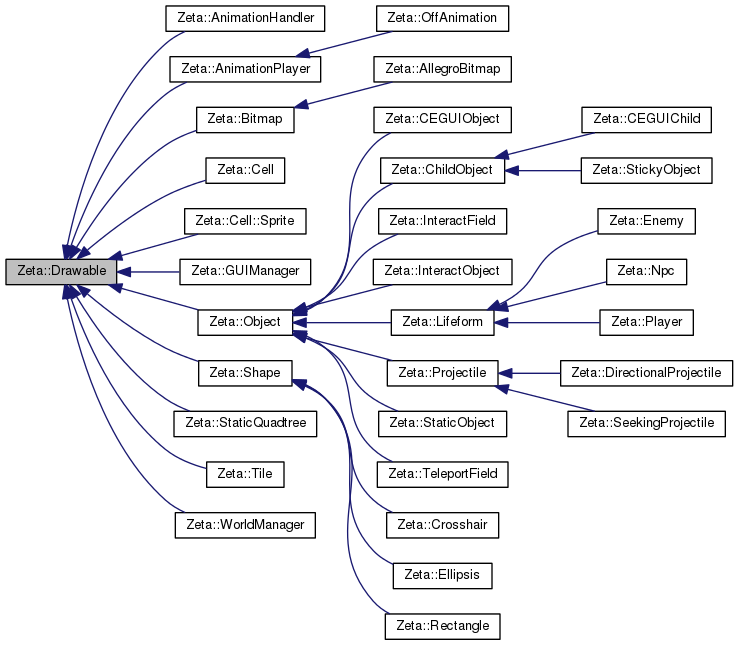 Zeta::Drawable
Zeta::AnimationHandler
Zeta::AnimationPlayer
Zeta::Bitmap
Zeta::Cell
Zeta::Cell::Sprite
Zeta::GUIManager
Zeta::Object
Zeta::Shape
Zeta::StaticQuadtree
Zeta::Tile
Zeta::WorldManager
Zeta::OffAnimation
Zeta::AllegroBitmap
Zeta::CEGUIObject
Zeta::ChildObject
Zeta::InteractField
Zeta::InteractObject
Zeta::Lifeform
Zeta::Projectile
Zeta::StaticObject
Zeta::TeleportField
Zeta::Crosshair
Zeta::Ellipsis
Zeta::Rectangle
Zeta::CEGUIChild
Zeta::StickyObject
Zeta::Enemy
Zeta::Npc
Zeta::Player
Zeta::DirectionalProjectile
Zeta::SeekingProjectile